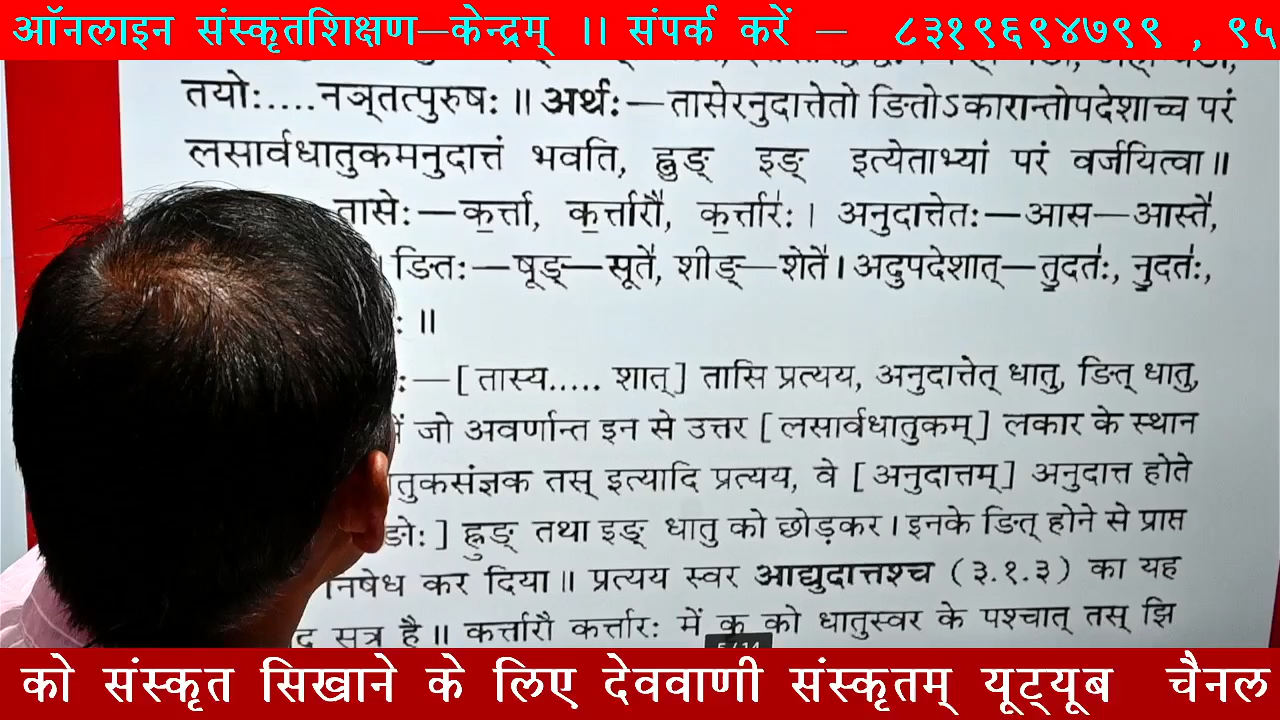 ऑनलाइन संस्कृतशिक्षण–केन्द्रम् ।। संपर्क करें – ८३१९६९४७९९ , ९५
तयोः....नञ्तत्पुरुषः ॥ अर्थः—तासेरनुदात्तेतो ङितोऽकारान्तोपदेशाच्च परं
लसार्वधातुकमनुदात्तं भवति, ह्नुङ् इङ् इत्येताभ्यां परं वर्जयित्वा ॥
तासेः—क॒र्त्ता, क॒र्त्तारौ॑, क॒र्त्तारः॑ । अनुदात्तेतः—आस—आस्ते॑,
। ङितः—षूङ्—सूते॑, शीङ्—शेते॑ । अदुपदेशात्—तु॒दतः॑, नु॒दतः॑,
: ॥
:—[ तास्य..... शात् ] तासि प्रत्यय, अनुदात्तेत् धातु, ङित् धातु,
में जो अवर्णान्त इन से उत्तर [ लसार्वधातुकम् ] लकार के स्थान
तुकसंज्ञक तस् इत्यादि प्रत्यय, वे [ अनुदात्तम् ] अनुदात्त होते
ङोः ] ह्नुङ् तथा इङ् धातु को छोड़कर । इनके ङित् होने से प्राप्त
निषेध कर दिया ॥ प्रत्यय स्वर आद्युदात्तश्च (३.१.३) का यह
द सूत्र है ॥ कर्त्तारौ कर्त्तारः में कृ को धातुस्वर के पश्चात् तस् झि
5 / 14
को संस्कृत सिखाने के लिए देववाणी संस्कृतम् यूट्यूब चैनल